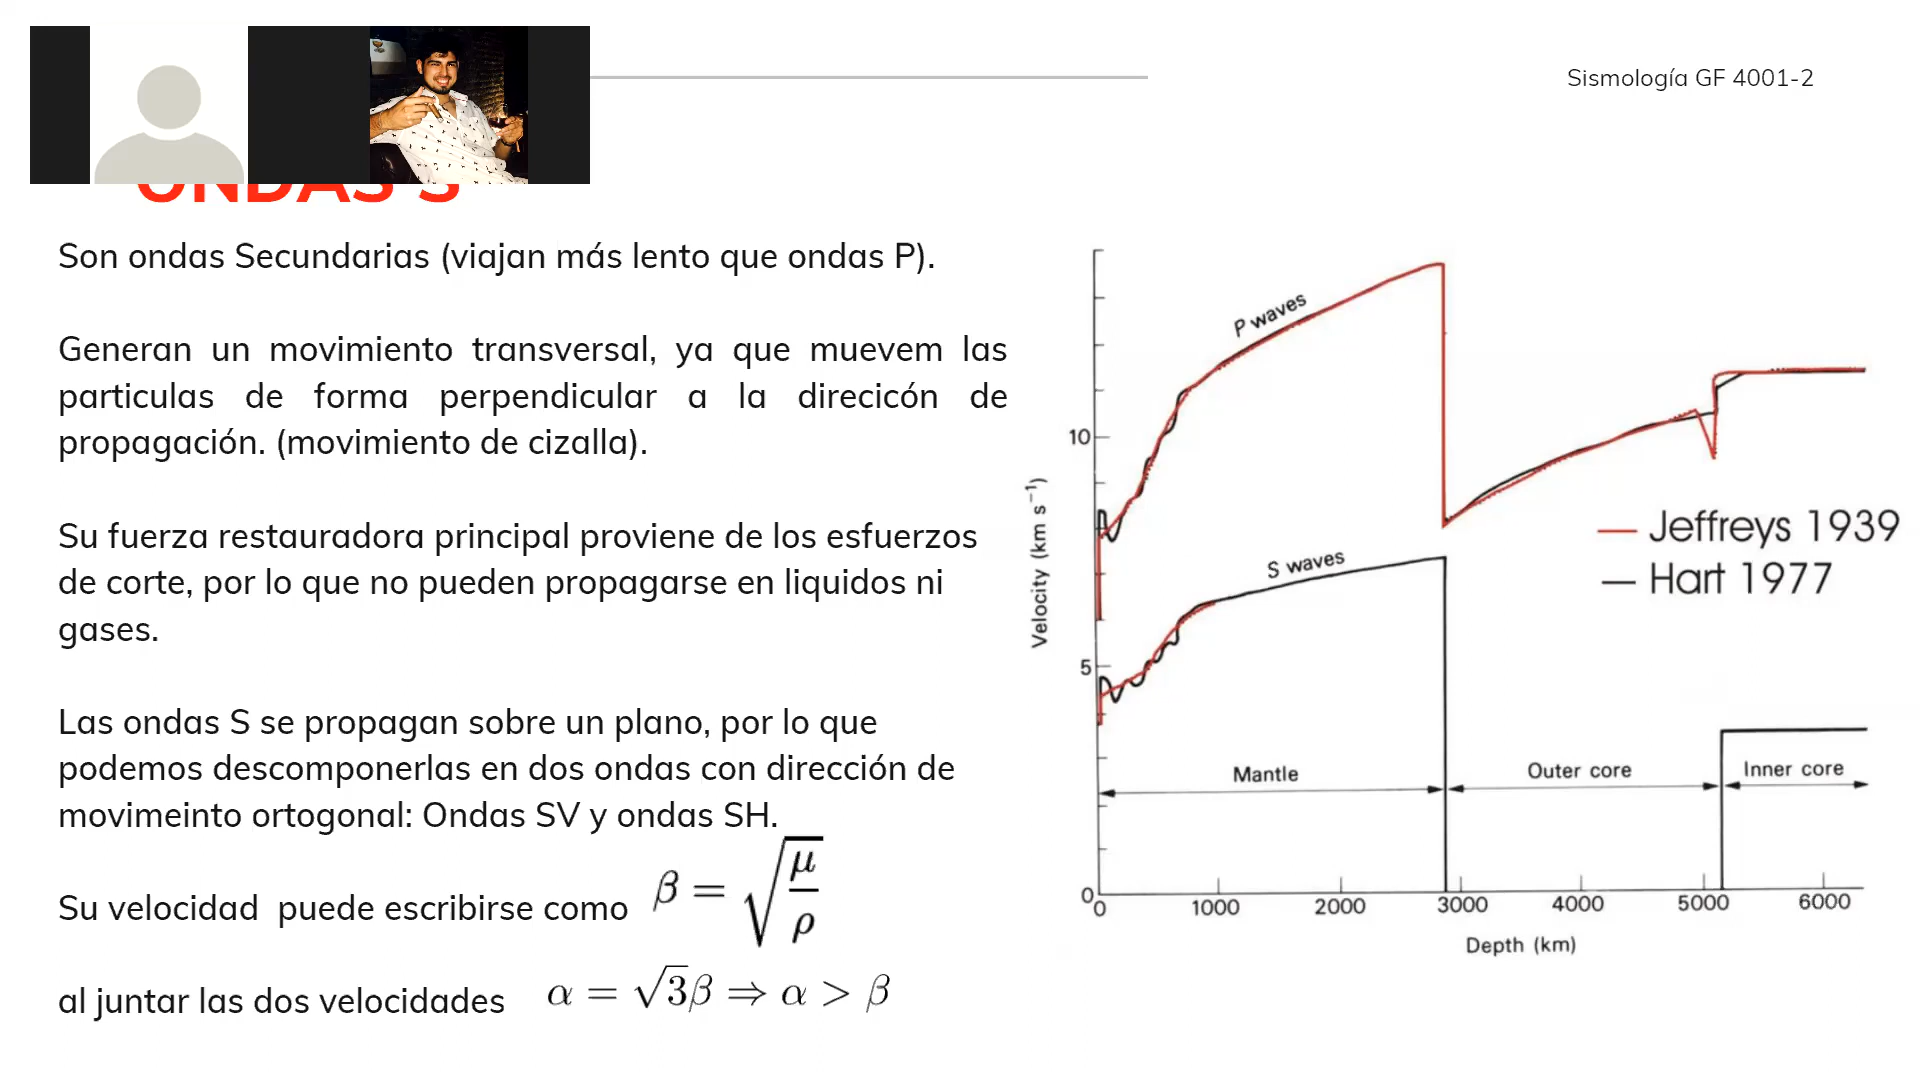 Sismología GF 4001-2
ONDAS S
Son ondas Secundarias (viajan más lento que ondas P).
Generan un movimiento transversal, ya que muevem las
particulas de forma perpendicular a la direcicón de
propagación. (movimiento de cizalla).
Su fuerza restauradora principal proviene de los esfuerzos
de corte, por lo que no pueden propagarse en liquidos ni
gases.
Las ondas S se propagan sobre un plano, por lo que
podemos descomponerlas en dos ondas con dirección de
movimeinto ortogonal: Ondas SV y ondas SH.
Su velocidad puede escribirse como β = √(μ/ρ)
al juntar las dos velocidades α = √3β ⇒ α > β
Velocity (km s⁻¹)
10
5
0
P waves
S waves
Jeffreys 1939
Hart 1977
Mantle
Outer core
Inner core
0 1000 2000 3000 4000 5000 6000
Depth (km)